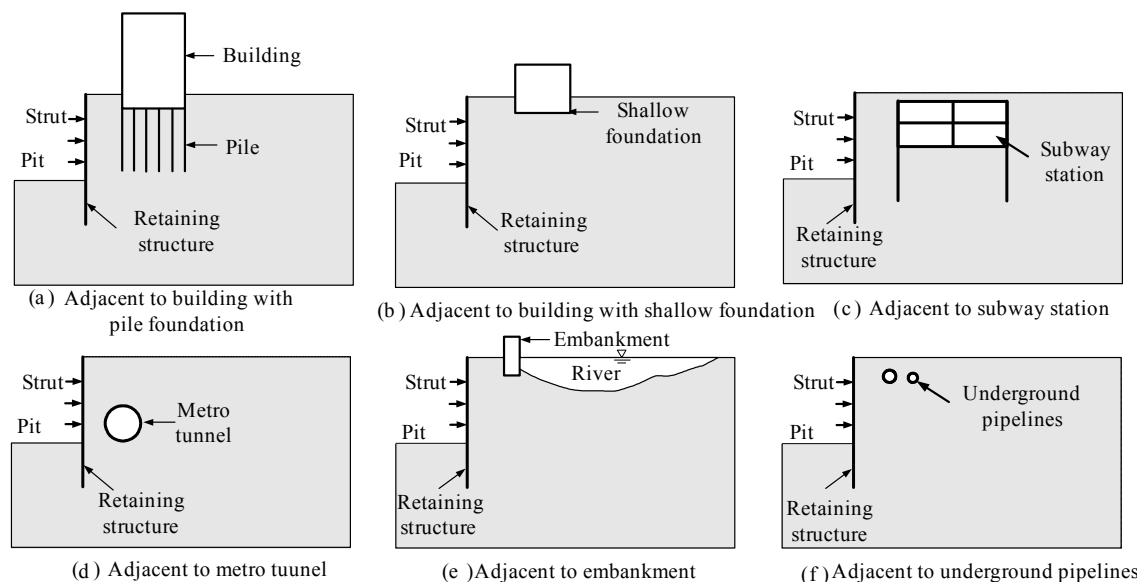 Building
Strut
Pit
Pile
Retaining
structure
(a) Adjacent to building with
pile foundation
Strut
Pit
Shallow
foundation
Retaining
structure
(b) Adjacent to building with shallow foundation
Strut
Pit
Subway
station
Retaining
structure
(c) Adjacent to subway station
Strut
Pit
Metro
tunnel
Retaining
structure
(d) Adjacent to metro tuunel
Embankment
River
Strut
Pit
Retaining
structure
(e) Adjacent to embankment
Strut
Pit
Underground
pipelines
Retaining
structure
(f) Adjacent to underground pipelines